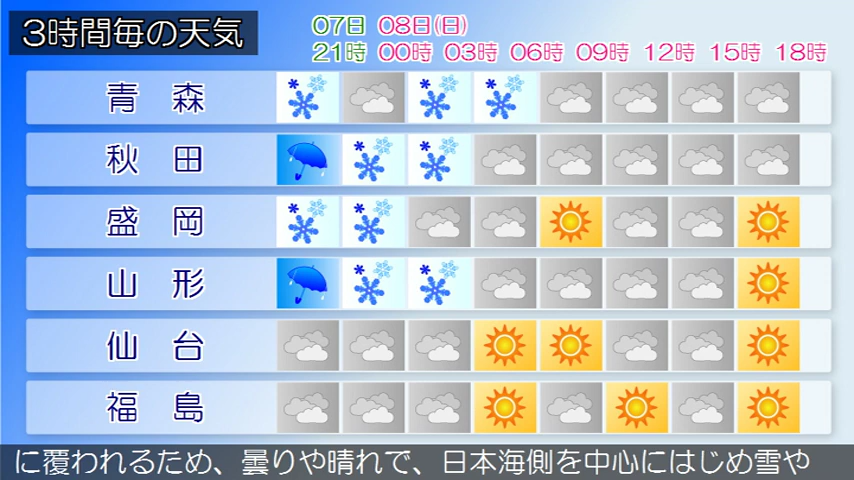 3時間毎の天気
07日 08日(日)
21時 00時 03時 06時 09時 12時 15時 18時
青森
秋田
盛岡
山形
仙台
福島
に覆われるため、曇りや晴れで、日本海側を中心にはじめ雪や